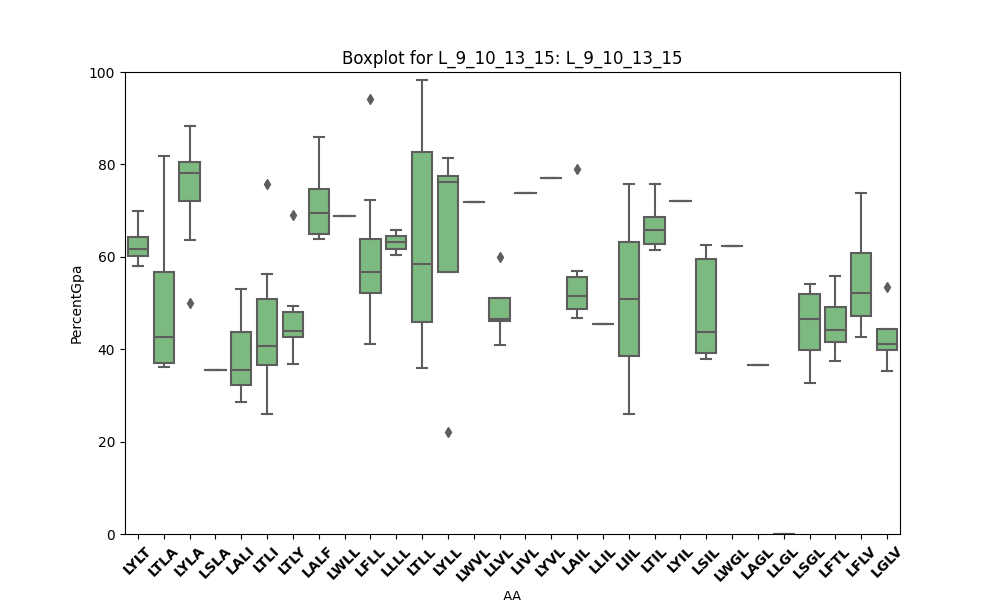 Boxplot for L_9_10_13_15: L_9_10_13_15
100
80
60
40
20
0
PercentGpa
LYLT LTLA LYLA LSLA LALI LTLI LTLY LALF LWLL LFLL LLLL LTLL LYLL LWVL LLVL LIVL LYVL LAIL LLIL LIIL LTIL LYIL LSIL LWGL LAGL LLGL LSGL LFTL LFLV LGLV
AA